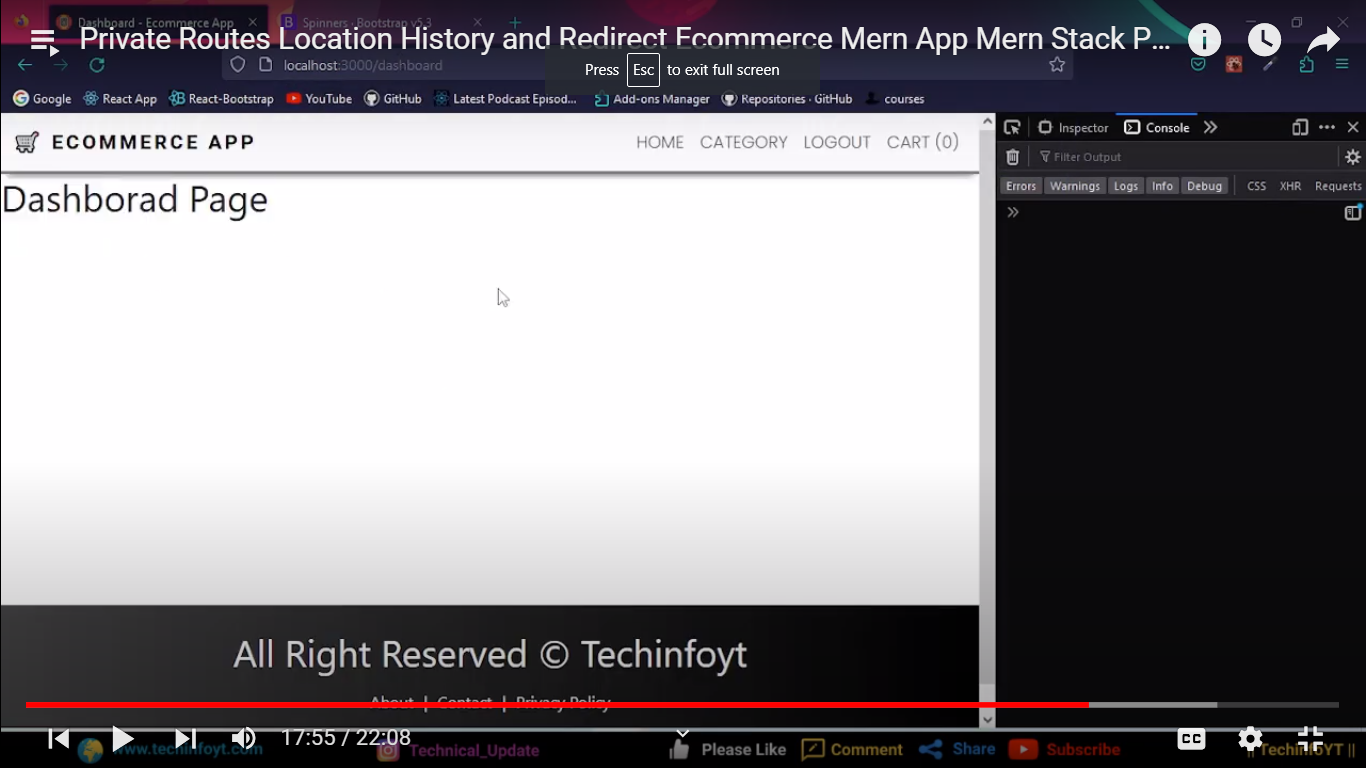 Dashboard - Ecommerce App
Spinners · Bootstrap v5.3
Private Routes Location History and Redirect Ecommerce Mern App Mern Stack P...
Press Esc to exit full screen
localhost:3000/dashboard
Google React App React-Bootstrap YouTube GitHub Latest Podcast Episod... Add-ons Manager Repositories · GitHub courses
ECOMMERCE APP HOME CATEGORY LOGOUT CART (0)
Inspector Console
Filter Output
Errors Warnings Logs Info Debug CSS XHR Requests
Dashborad Page
All Right Reserved © Techinfoyt
About | Contact | Privacy Policy
17:55 / 22:08
CC
www.techinfoyt.com Technical_Update Please Like Comment Share Subscribe || TechinfoYT ||